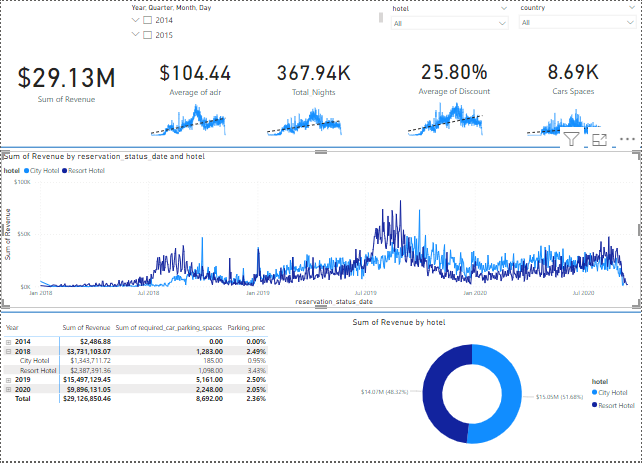 Year, Quarter, Month, Day
2014
2015
hotel
All
country
All
$29.13M
Sum of Revenue
$104.44
Average of adr
367.94K
Total_Nights
25.80%
Average of Discount
8.69K
Cars Spaces
Sum of Revenue by reservation_status_date and hotel
hotel City Hotel Resort Hotel
Sum of Revenue
$100K
$50K
$0K
Jan 2018 Jul 2018 Jan 2019 Jul 2019 Jan 2020 Jul 2020
reservation_status_date
Year Sum of Revenue Sum of required_car_parking_spaces Parking_prec
2014 $2,486.88 0.00 0.00%
2018 $3,731,103.07 1,283.00 2.49%
City Hotel $1,343,711.72 185.00 0.95%
Resort Hotel $2,387,391.36 1,098.00 3.43%
2019 $15,497,129.45 5,161.00 2.50%
2020 $9,896,131.05 2,248.00 2.05%
Total $29,126,850.46 8,692.00 2.36%
Sum of Revenue by hotel
$14.07M (48.32%)
$15.05M (51.68%)
hotel
City Hotel
Resort Hotel